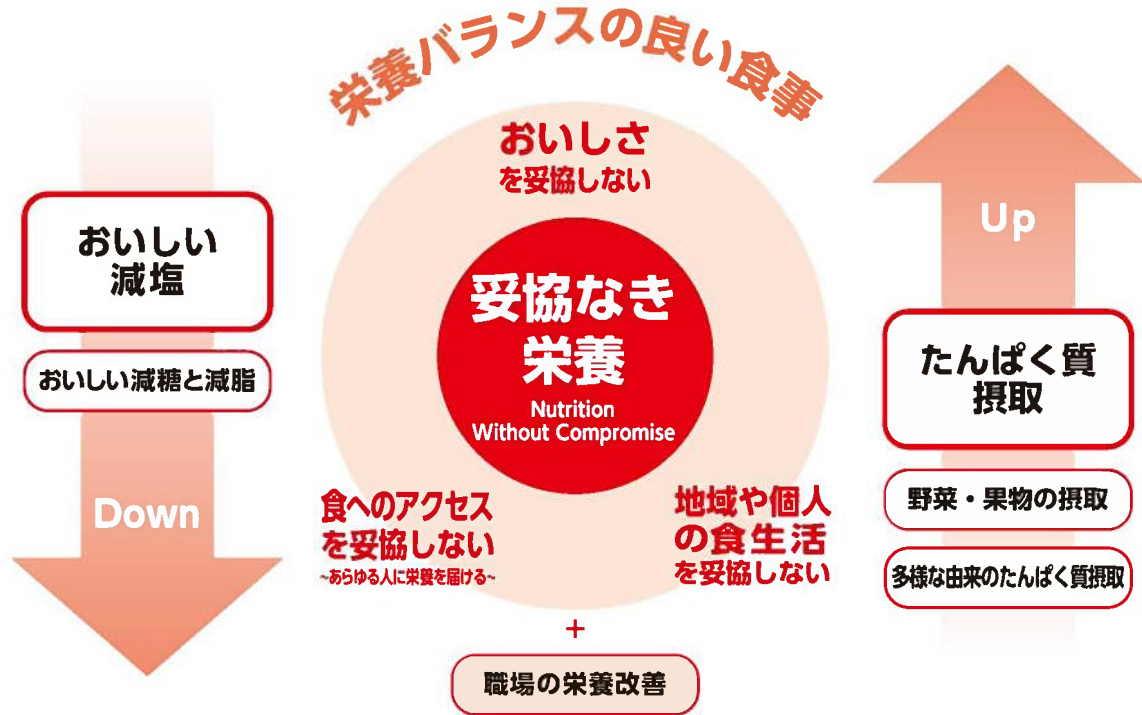 栄養バランスの良い食事
おいしさ
を妥協しない
妥協なき
栄養
Nutrition
Without Compromise
食へのアクセス
を妥協しない
~あらゆる人に栄養を届ける~
地域や個人
の食生活
を妥協しない
+
職場の栄養改善
おいしい
減塩
おいしい減糖と減脂
Down
Up
たんぱく質
摂取
野菜・果物の摂取
多様な由来のたんぱく質摂取